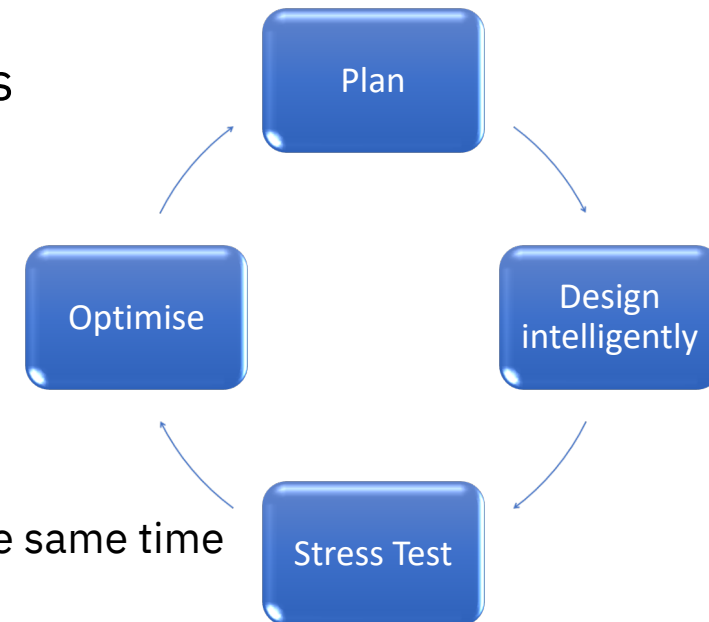 s
Plan
Optimise
Design
intelligently
e same time
Stress Test